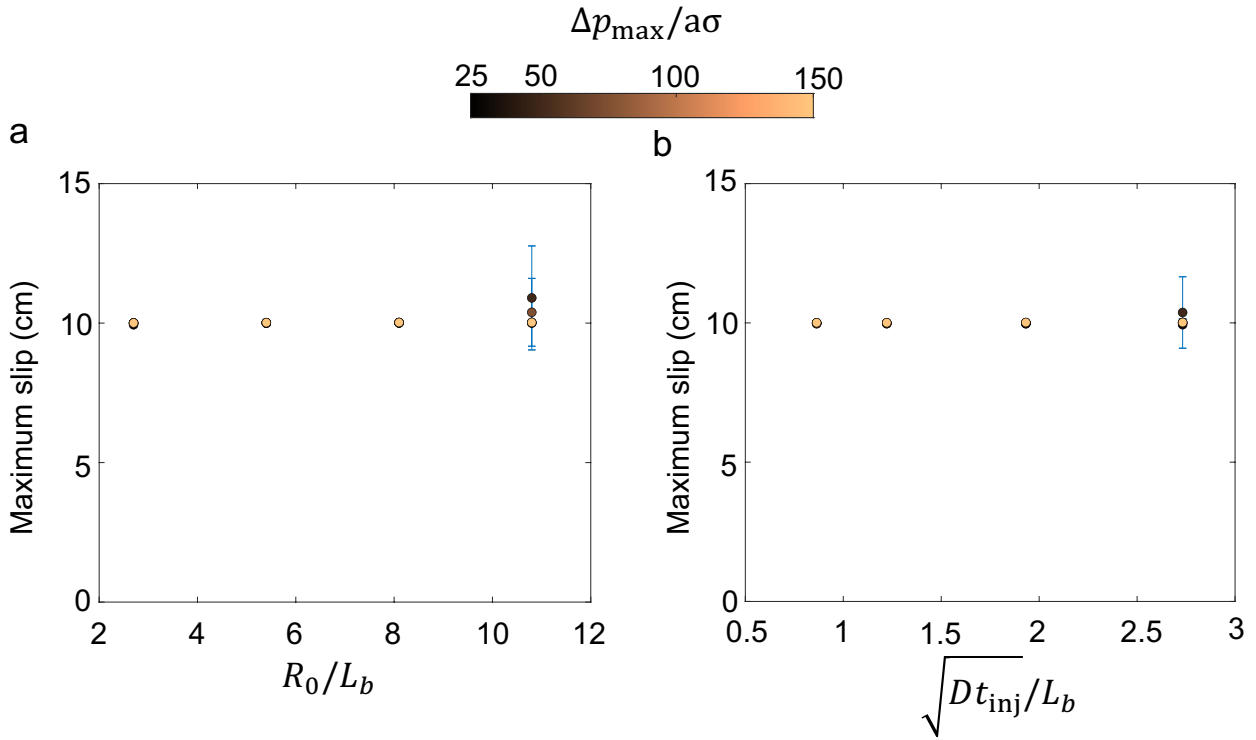 Δp_max/aσ
25 50 100 150
a
b
15
10
5
0
Maximum slip (cm)
2 4 6 8 10 12
R_0/L_b
15
10
5
0
Maximum slip (cm)
0.5 1 1.5 2 2.5 3
√Dt_inj/L_b